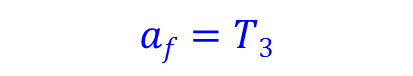 a_f = T_3